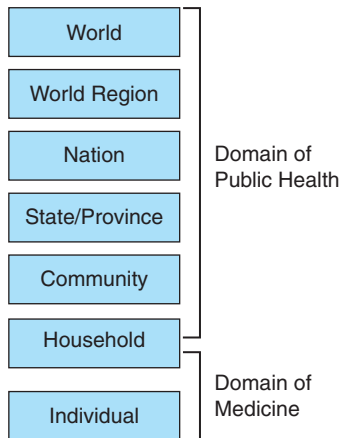 World
World Region
Nation
State/Province
Community
Household
Individual
Domain of
Public Health
Domain of
Medicine